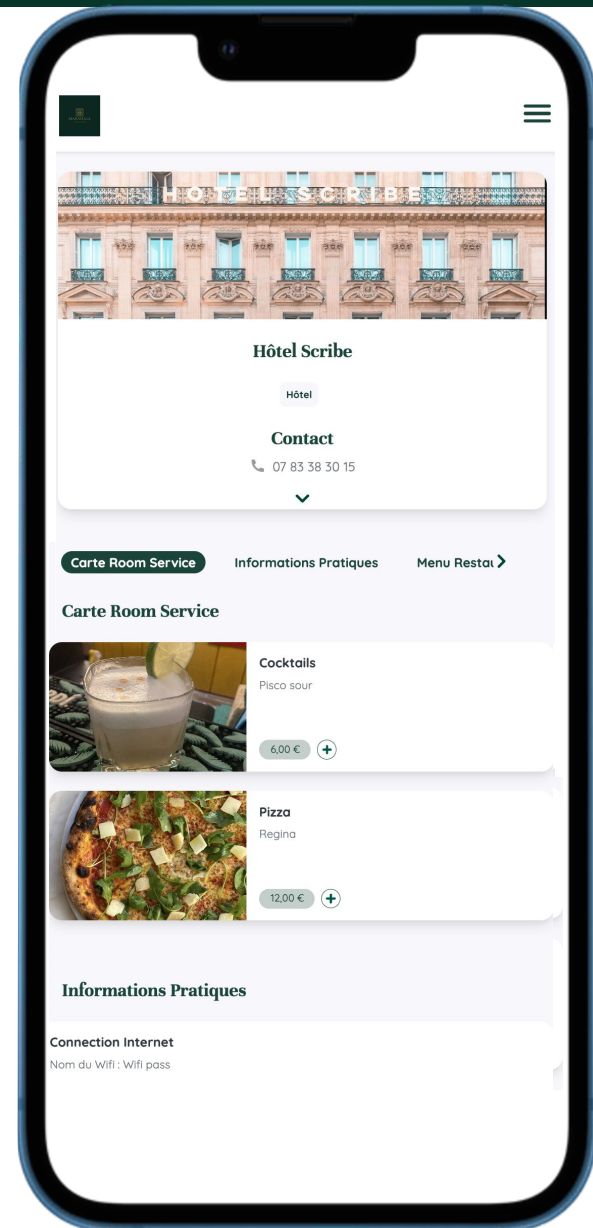 HOTEL SCRIBE
Hôtel Scribe
Hôtel
Contact
07 83 38 30 15
Carte Room Service
Informations Pratiques
Menu Restau
Carte Room Service
Cocktails
Pisco sour
6,00 €
Pizza
Regina
12,00 €
Informations Pratiques
Connection Internet
Nom du Wifi : Wifi pass